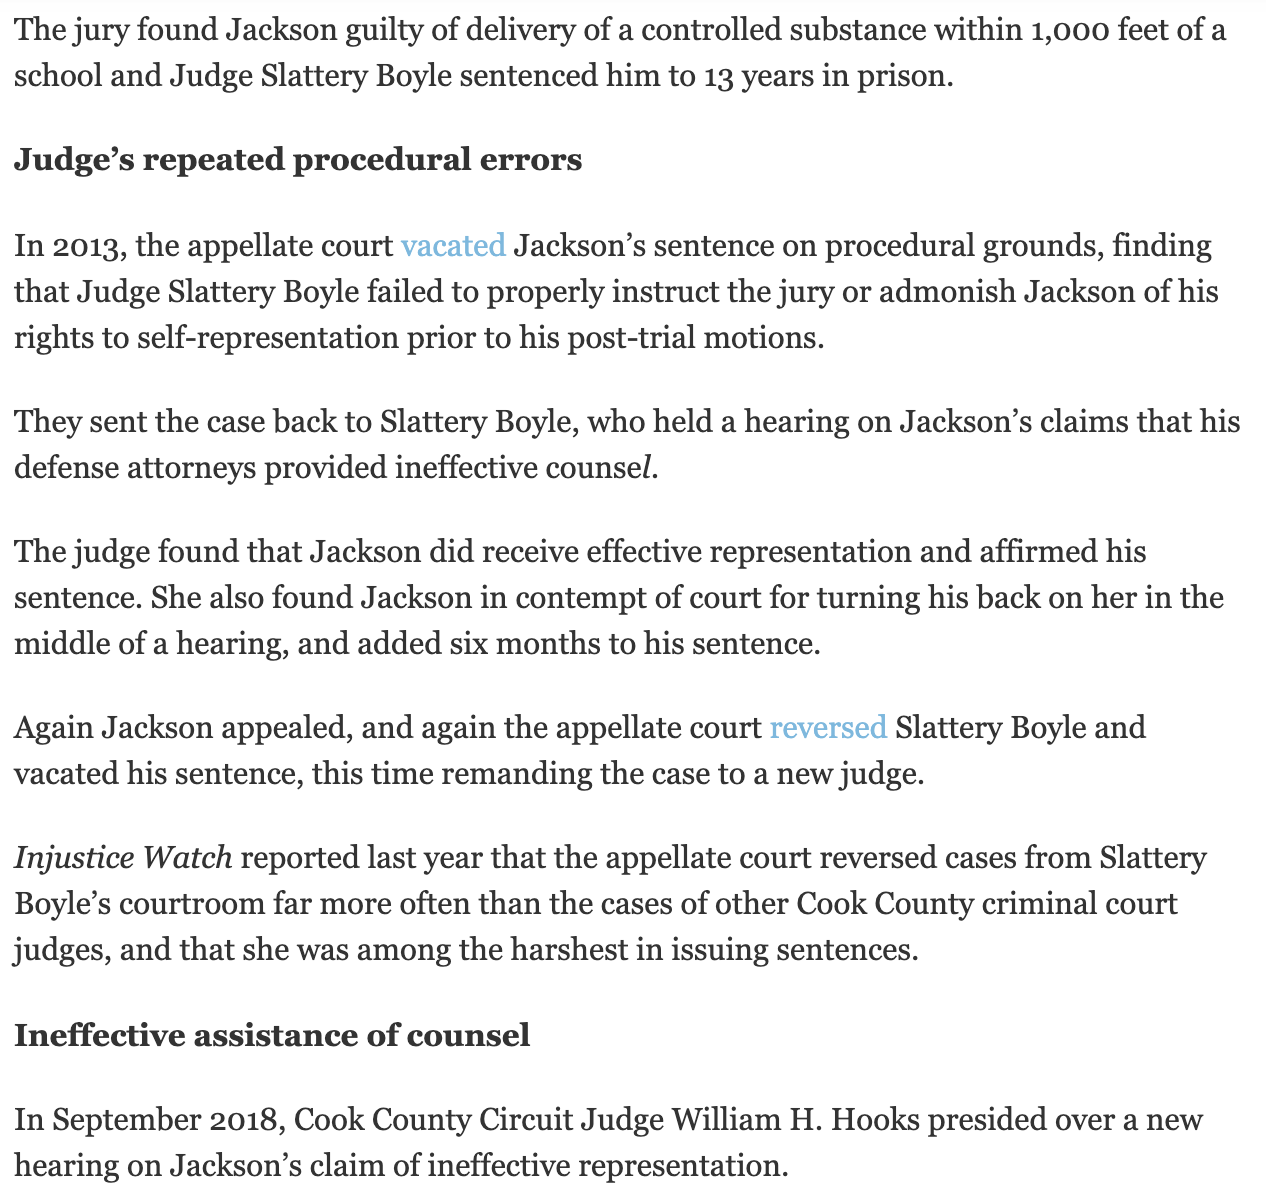 The jury found Jackson guilty of delivery of a controlled substance within 1,000 feet of a
school and Judge Slattery Boyle sentenced him to 13 years in prison.
Judge’s repeated procedural errors
In 2013, the appellate court vacated Jackson’s sentence on procedural grounds, finding
that Judge Slattery Boyle failed to properly instruct the jury or admonish Jackson of his
rights to self-representation prior to his post-trial motions.
They sent the case back to Slattery Boyle, who held a hearing on Jackson’s claims that his
defense attorneys provided ineffective counsel.
The judge found that Jackson did receive effective representation and affirmed his
sentence. She also found Jackson in contempt of court for turning his back on her in the
middle of a hearing, and added six months to his sentence.
Again Jackson appealed, and again the appellate court reversed Slattery Boyle and
vacated his sentence, this time remanding the case to a new judge.
Injustice Watch reported last year that the appellate court reversed cases from Slattery
Boyle’s courtroom far more often than the cases of other Cook County criminal court
judges, and that she was among the harshest in issuing sentences.
Ineffective assistance of counsel
In September 2018, Cook County Circuit Judge William H. Hooks presided over a new
hearing on Jackson’s claim of ineffective representation.